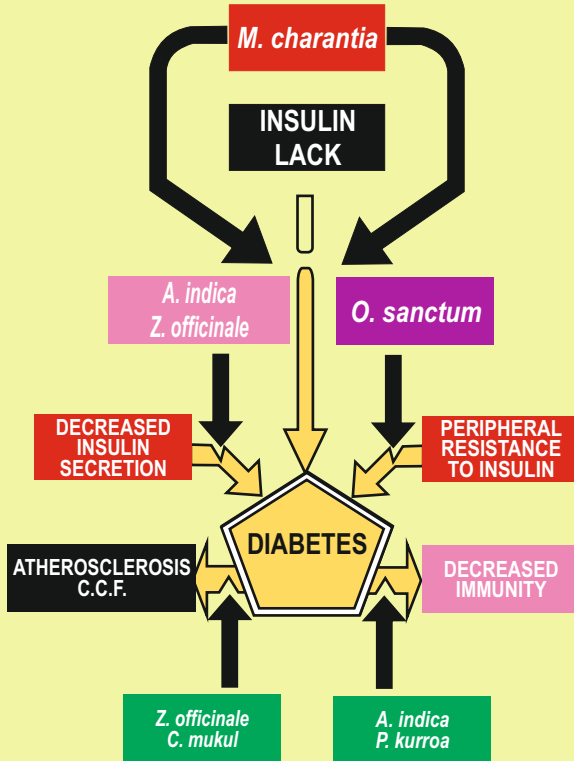 M. charantia
INSULIN
LACK
A. indica
Z. officinale
O. sanctum
DECREASED
INSULIN
SECRETION
PERIPHERAL
RESISTANCE
TO INSULIN
DIABETES
ATHEROSCLEROSIS
C.C.F.
DECREASED
IMMUNITY
Z. officinale
C. mukul
A. indica
P. kurroa